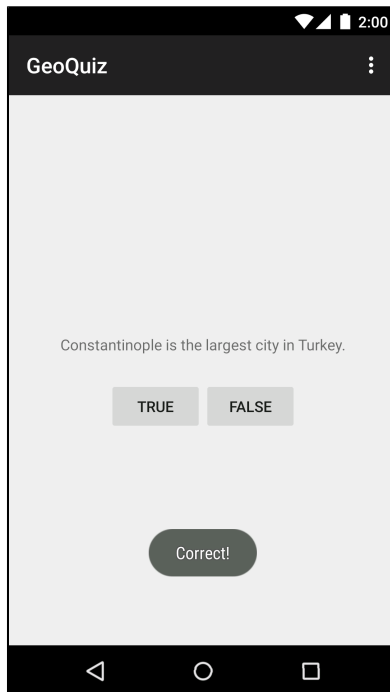 2:00
GeoQuiz
Constantinople is the largest city in Turkey.
TRUE FALSE
Correct!